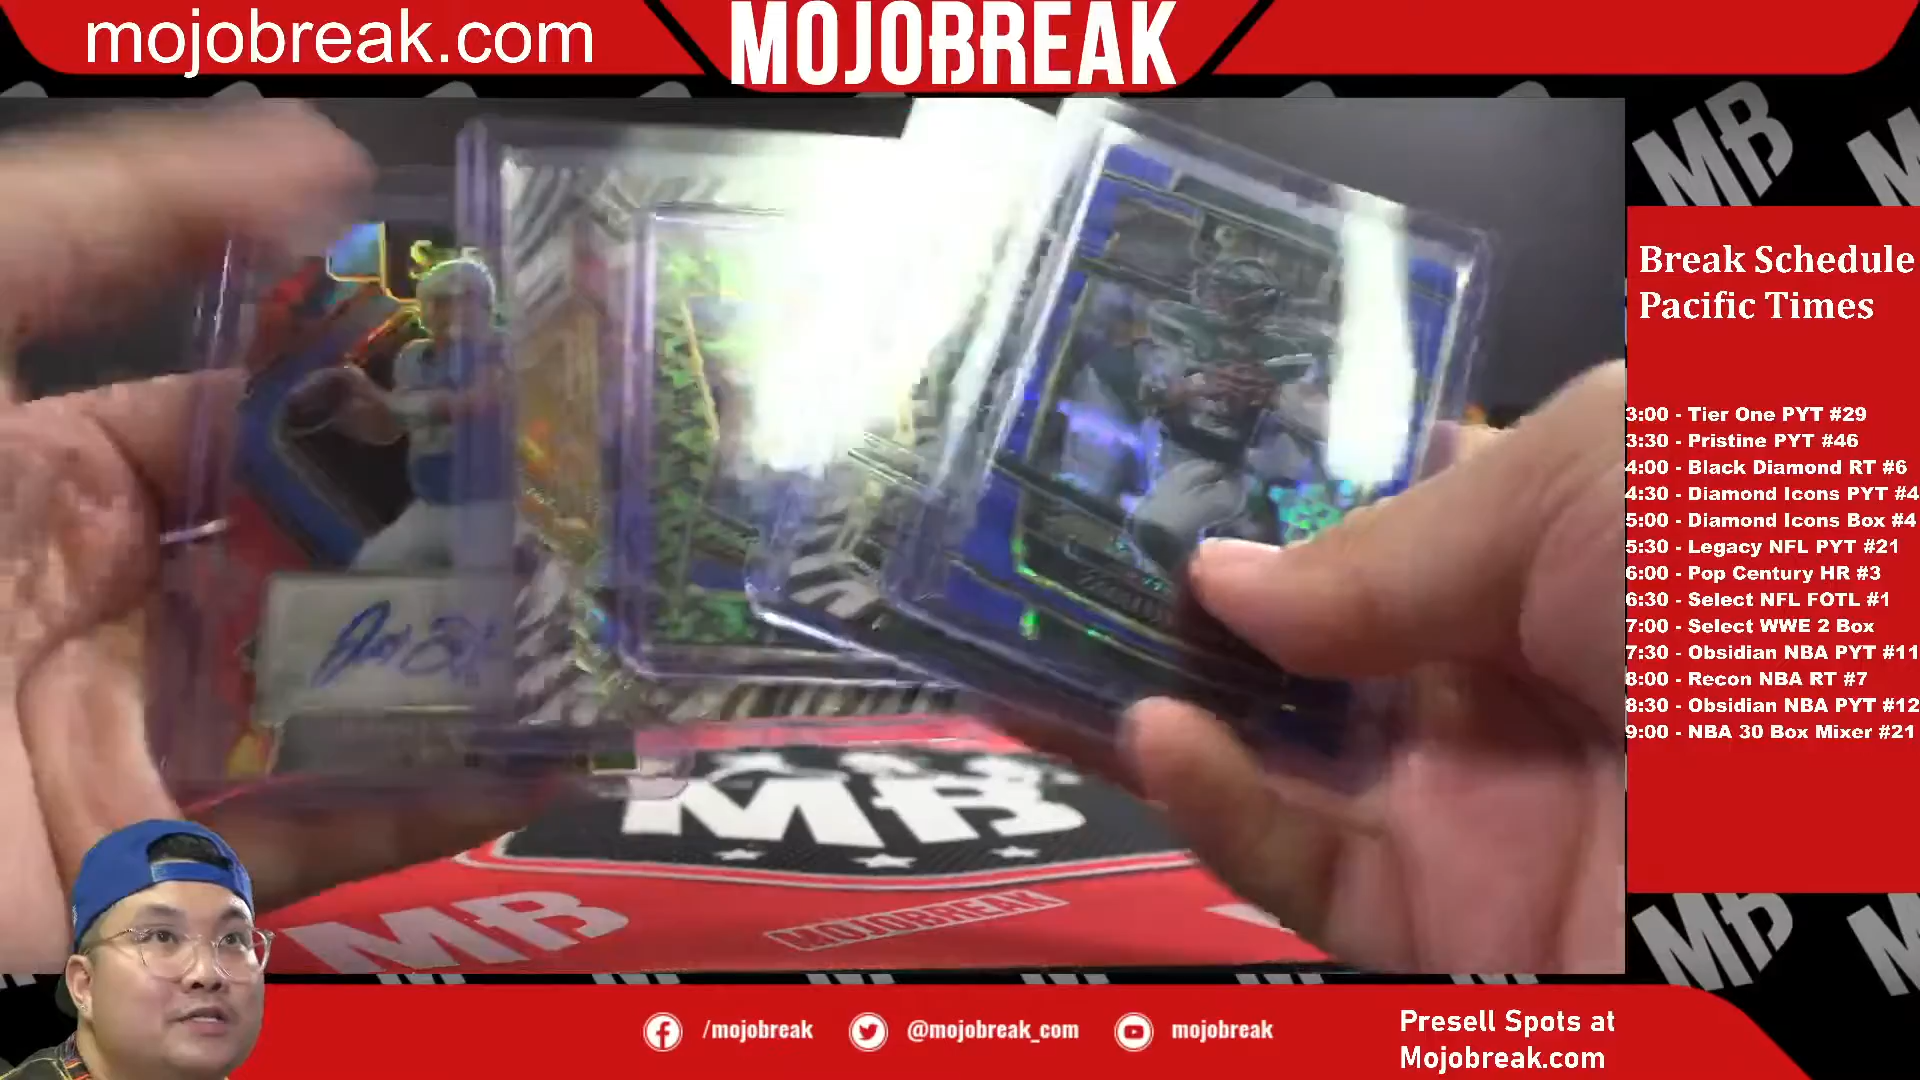 mojobreak.com
MOJOBREAK
MB
Break Schedule
Pacific Times
3:00 - Tier One PYT #29
3:30 - Pristine PYT #46
4:00 - Black Diamond RT #6
4:30 - Diamond Icons PYT #4
5:00 - Diamond Icons Box #4
5:30 - Legacy NFL PYT #21
6:00 - Pop Century HR #3
6:30 - Select NFL FOTL #1
7:00 - Select WWE 2 Box
7:30 - Obsidian NBA PYT #11
8:00 - Recon NBA RT #7
8:30 - Obsidian NBA PYT #12
9:00 - NBA 30 Box Mixer #21
MB
MB
MOJOBREAK
MB
/mojobreak
@mojobreak_com
mojobreak
Presell Spots at
Mojobreak.com